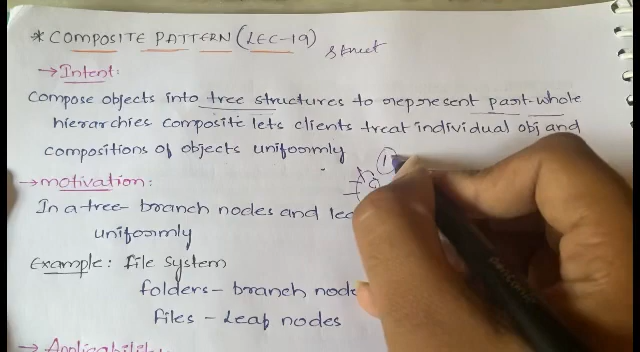 * COMPOSITE PATTERN (LEC-19) struct
→ Intent:
Compose objects into tree structures to represent part-whole
hierarchies composite lets clients treat individual obj and
compositions of objects uniformly
→ motivation:
In a tree- branch nodes and
uniformly
Example: file system
folders - branch node
files - Leaf nodes
→ Applicability